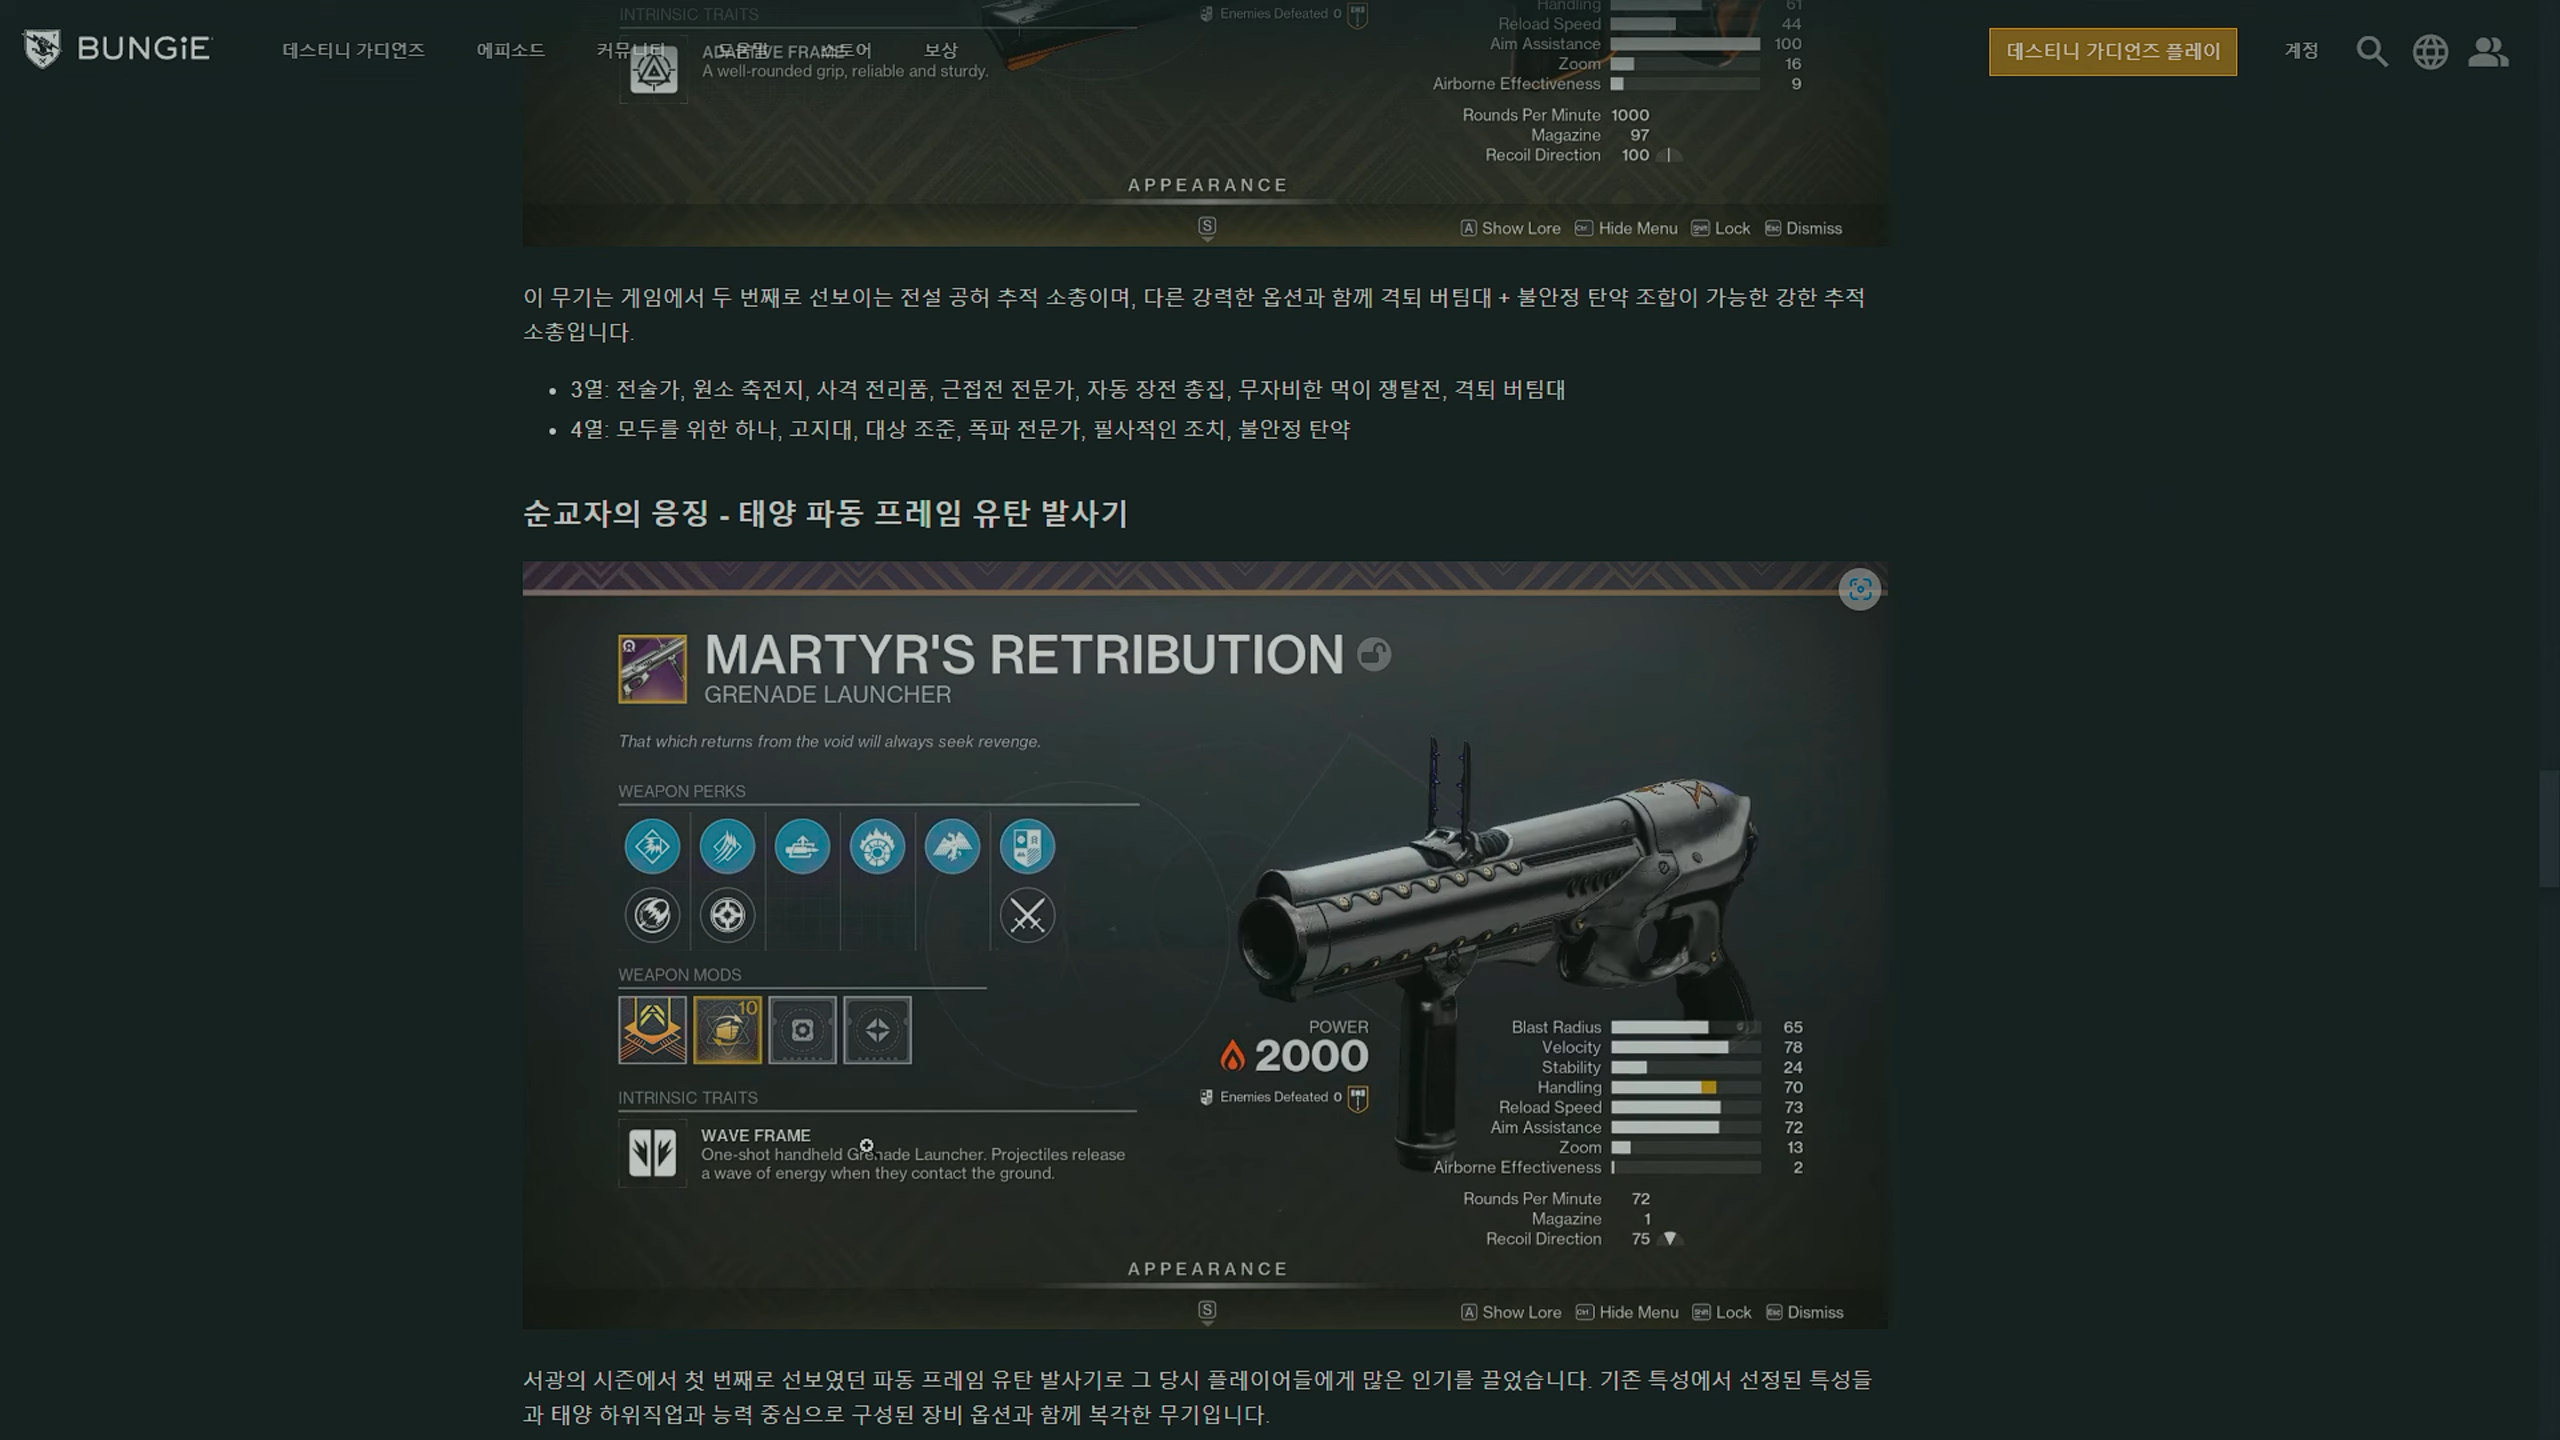 INTRINSIC TRAITS
ADAPTIVE FRAME
A well-rounded grip, reliable and sturdy.
Enemies Defeated 0
Handling 61
Reload Speed 44
Aim Assistance 100
Zoom 16
Airborne Effectiveness 9
Rounds Per Minute 1000
Magazine 97
Recoil Direction 100
BUNGiE
데스티니 가디언즈
에피소드
커뮤니티
도움말
스토어
보상
데스티니 가디언즈 플레이
계정
APPEARANCE
S
A Show Lore Ctrl Hide Menu Shift Lock Esc Dismiss
이 무기는 게임에서 두 번째로 선보이는 전설 공허 추적 소총이며, 다른 강력한 옵션과 함께 격퇴 버팀대 + 불안정 탄약 조합이 가능한 강한 추적
소총입니다.
• 3열: 전술가, 원소 축전지, 사격 전리품, 근접전 전문가, 자동 장전 총집, 무자비한 먹이 쟁탈전, 격퇴 버팀대
• 4열: 모두를 위한 하나, 고지대, 대상 조준, 폭파 전문가, 필사적인 조치, 불안정 탄약
순교자의 응징 - 태양 파동 프레임 유탄 발사기
MARTYR'S RETRIBUTION
GRENADE LAUNCHER
That which returns from the void will always seek revenge.
WEAPON PERKS
WEAPON MODS
10
INTRINSIC TRAITS
WAVE FRAME
One-shot handheld Grenade Launcher. Projectiles release
a wave of energy when they contact the ground.
POWER
2000
Enemies Defeated 0
Blast Radius 65
Velocity 78
Stability 24
Handling 70
Reload Speed 73
Aim Assistance 72
Zoom 13
Airborne Effectiveness 2
Rounds Per Minute 72
Magazine 1
Recoil Direction 75
APPEARANCE
S
A Show Lore Ctrl Hide Menu Shift Lock Esc Dismiss
서광의 시즌에서 첫 번째로 선보였던 파동 프레임 유탄 발사기로 그 당시 플레이어들에게 많은 인기를 끌었습니다. 기존 특성에서 선정된 특성들
과 태양 하위직업과 능력 중심으로 구성된 장비 옵션과 함께 복각한 무기입니다.